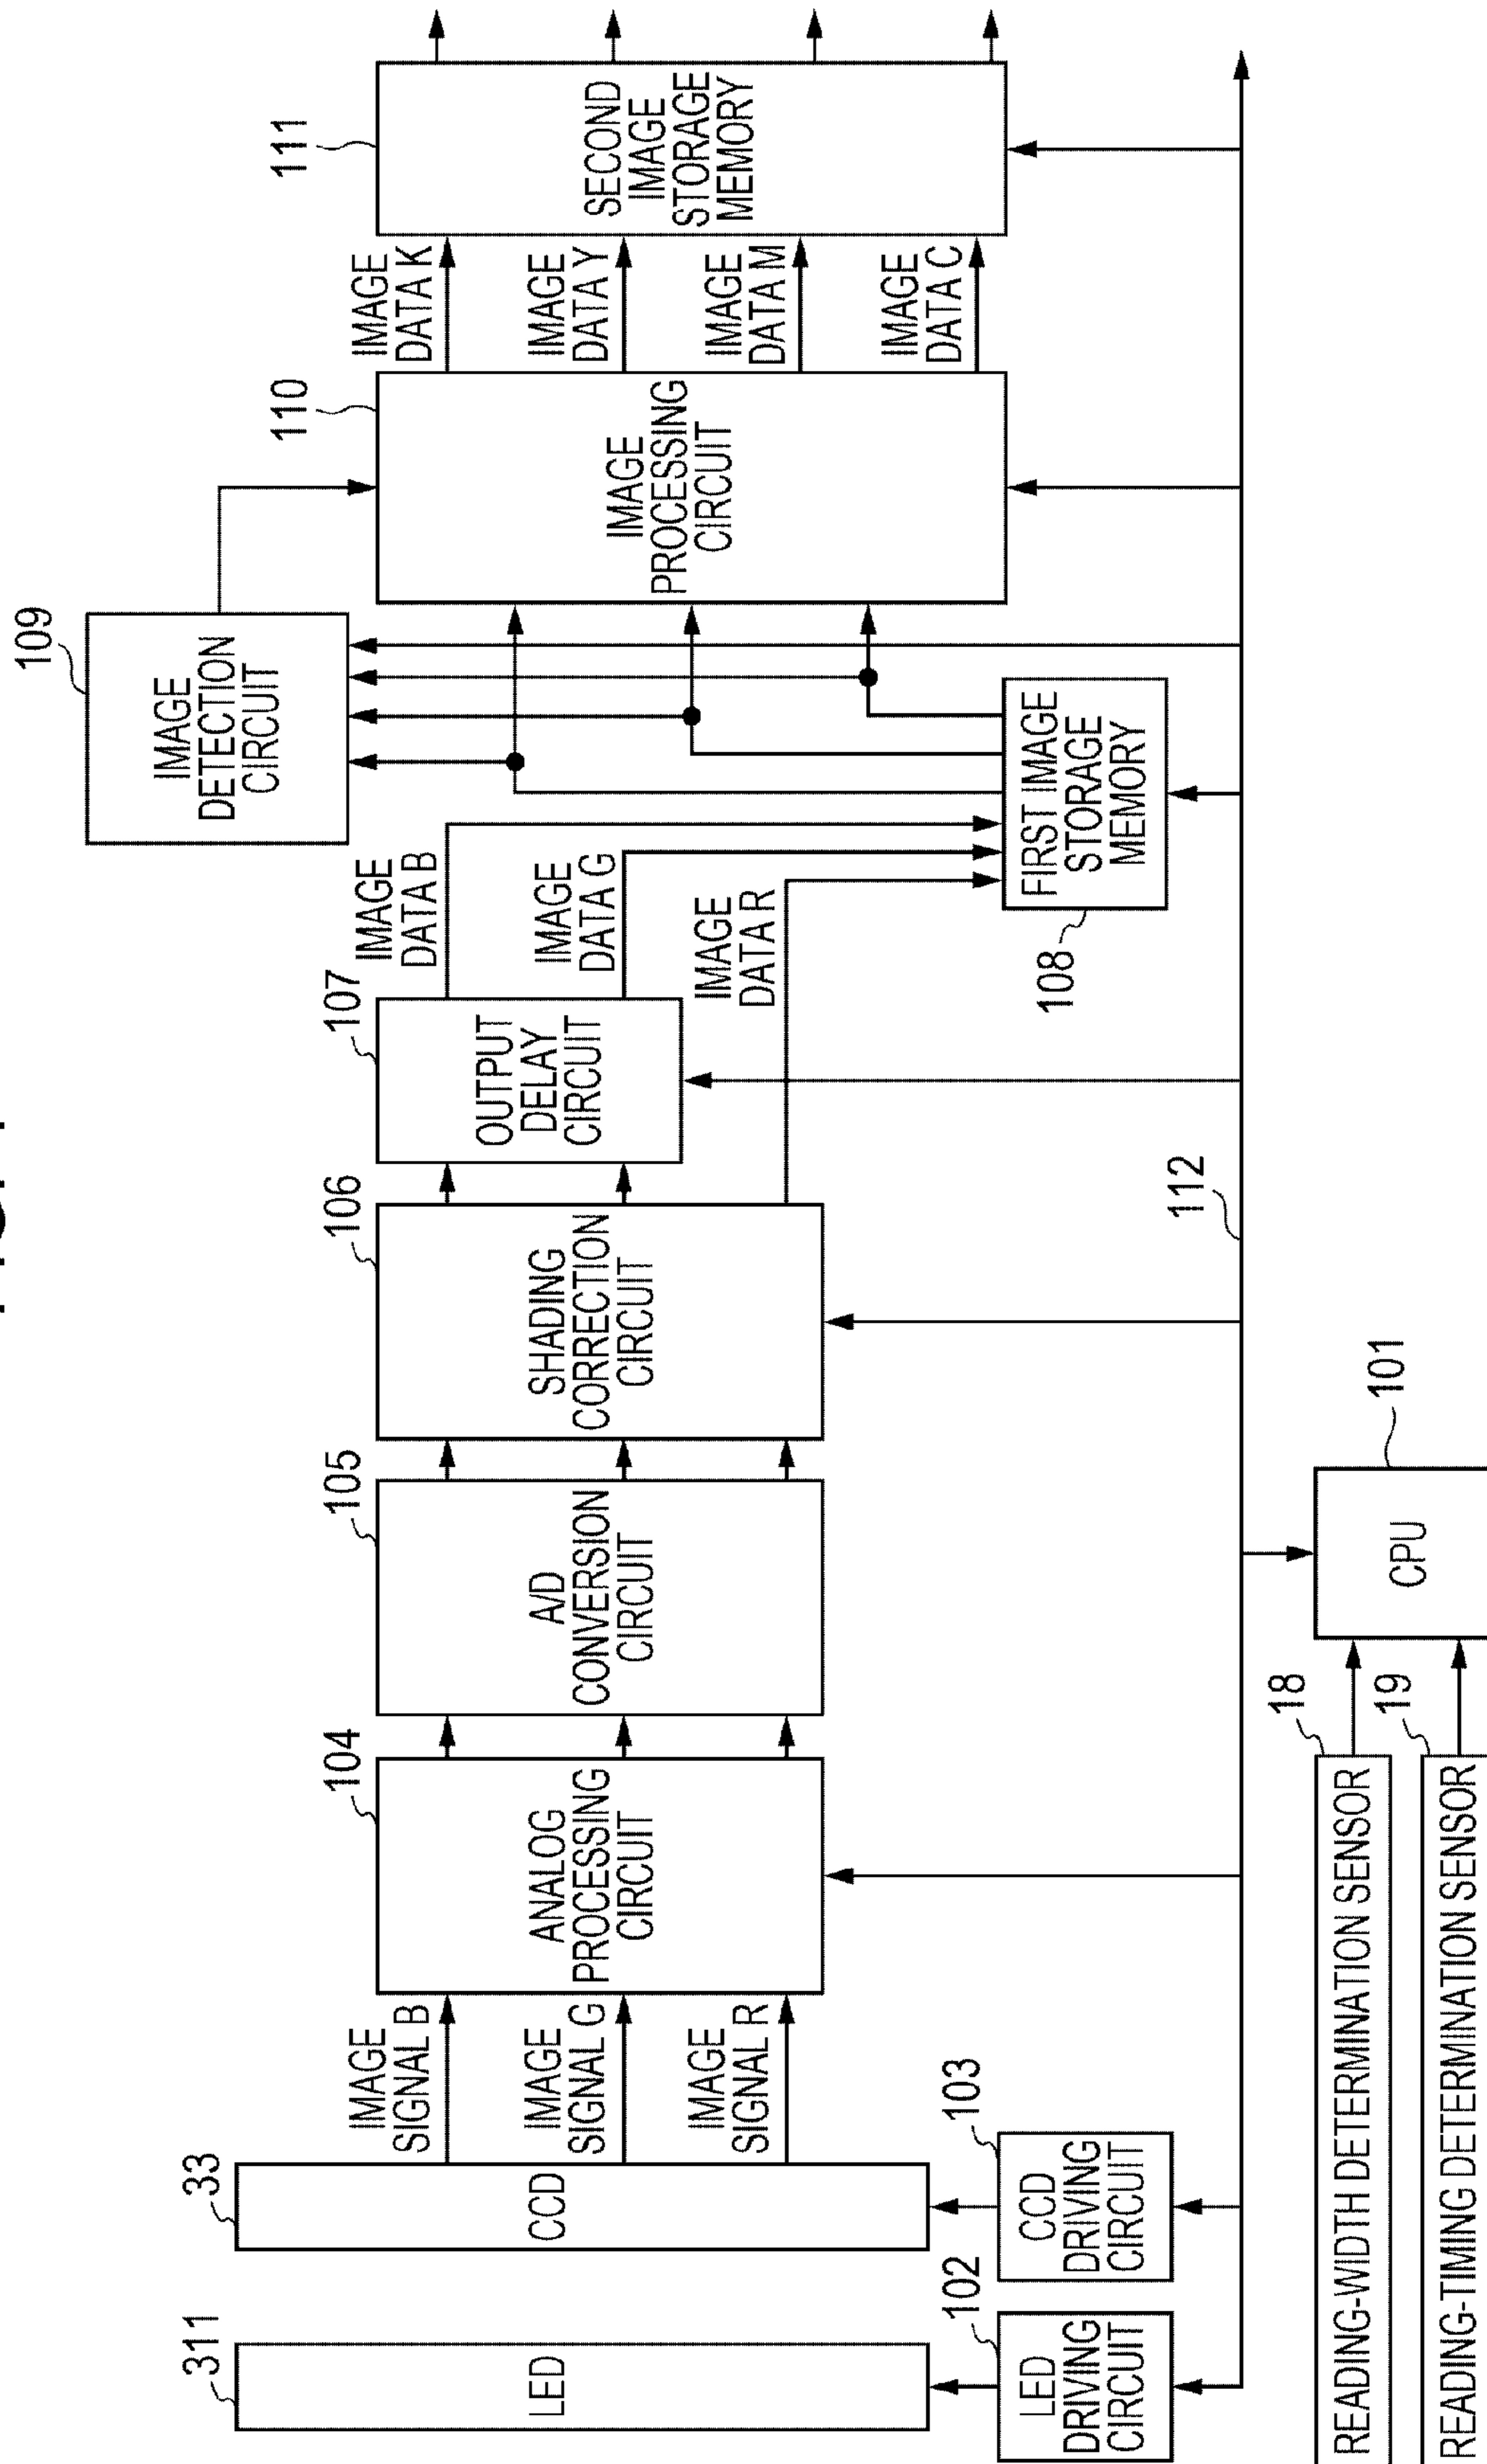 311
LED
33
CCD
102
LED
DRIVING
CIRCUIT
103
CCD
DRIVING
CIRCUIT
IMAGE
SIGNAL B
IMAGE
SIGNAL G
IMAGE
SIGNAL R
104
ANALOG
PROCESSING
CIRCUIT
105
A/D
CONVERSION
CIRCUIT
106
SHADING
CORRECTION
CIRCUIT
107
OUTPUT
DELAY
CIRCUIT
IMAGE
DATA B
IMAGE
DATA G
IMAGE
DATA R
108
FIRST IMAGE
STORAGE
MEMORY
109
IMAGE
DETECTION
CIRCUIT
110
IMAGE
PROCESSING
CIRCUIT
IMAGE
DATA K
IMAGE
DATA Y
IMAGE
DATA M
IMAGE
DATA C
111
SECOND
IMAGE
STORAGE
MEMORY
112
18
READING-WIDTH DETERMINATION SENSOR
19
READING-TIMING DETERMINATION SENSOR
101
CPU